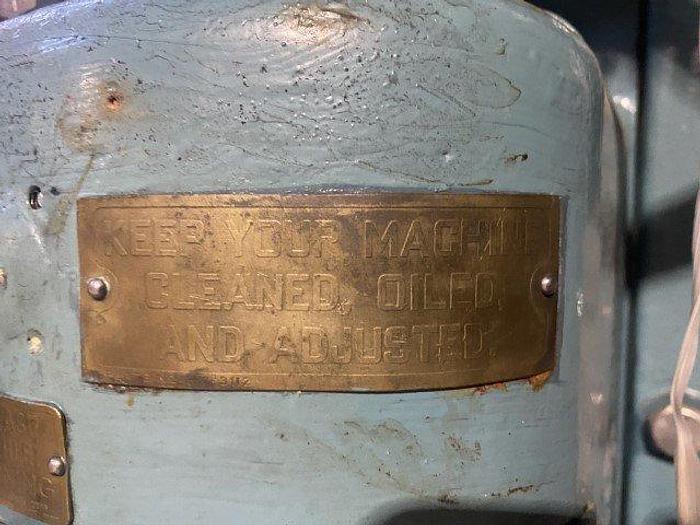 KEEP YOUR MACHINE
CLEANED, OILED,
AND ADJUSTED.